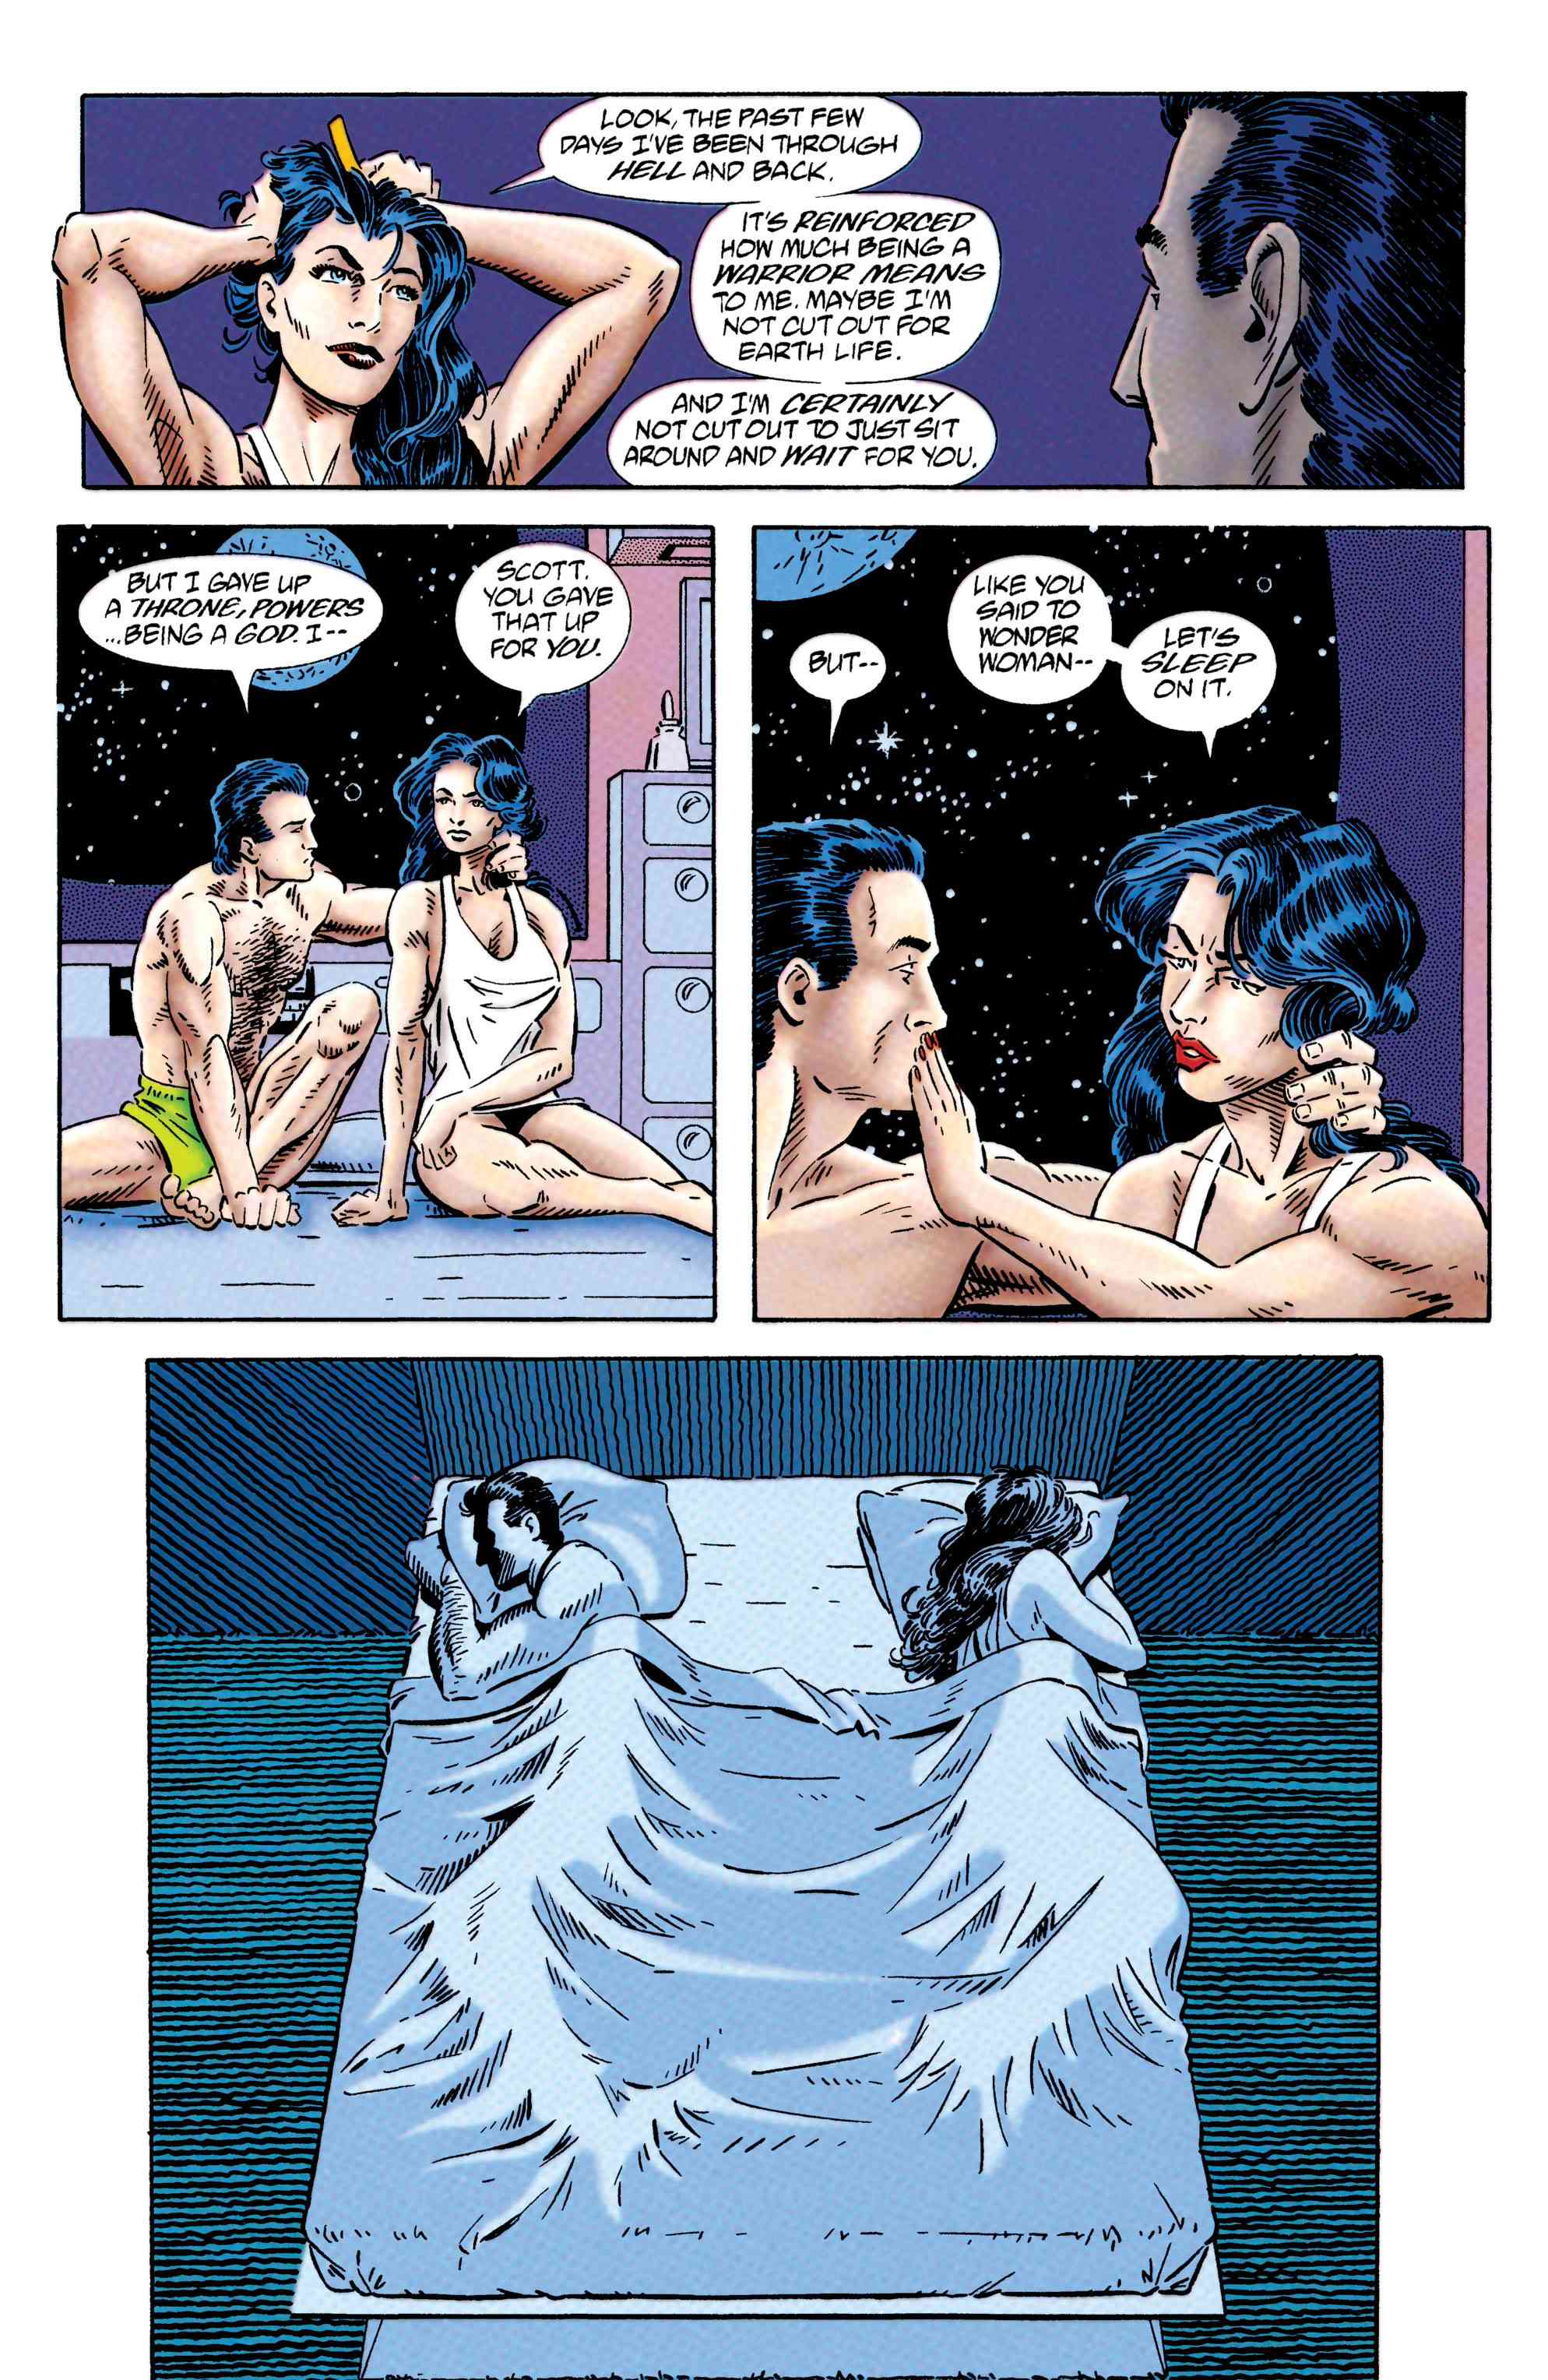 LOOK, THE PAST FEW
DAYS I'VE BEEN THROUGH
HELL AND BACK.
IT'S REINFORCED
HOW MUCH BEING A
WARRIOR MEANS
TO ME. MAYBE I'M
NOT CUT OUT FOR
EARTH LIFE.
AND I'M CERTAINLY
NOT CUT OUT TO JUST SIT
AROUND AND WAIT FOR YOU.
BUT I GAVE UP
A THRONE, POWERS
...BEING A GOD. I--
SCOTT.
YOU GAVE
THAT UP
FOR YOU.
BUT--
LIKE YOU
SAID TO
WONDER
WOMAN--
LET'S
SLEEP
ON IT.